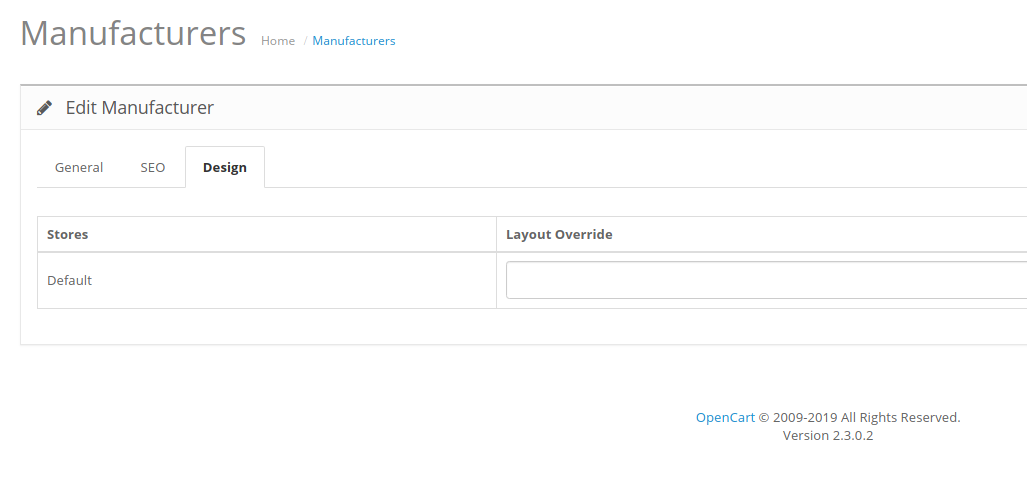 Manufacturers Home / Manufacturers
Edit Manufacturer
General SEO Design
Stores Layout Override
Default
OpenCart © 2009-2019 All Rights Reserved.
Version 2.3.0.2